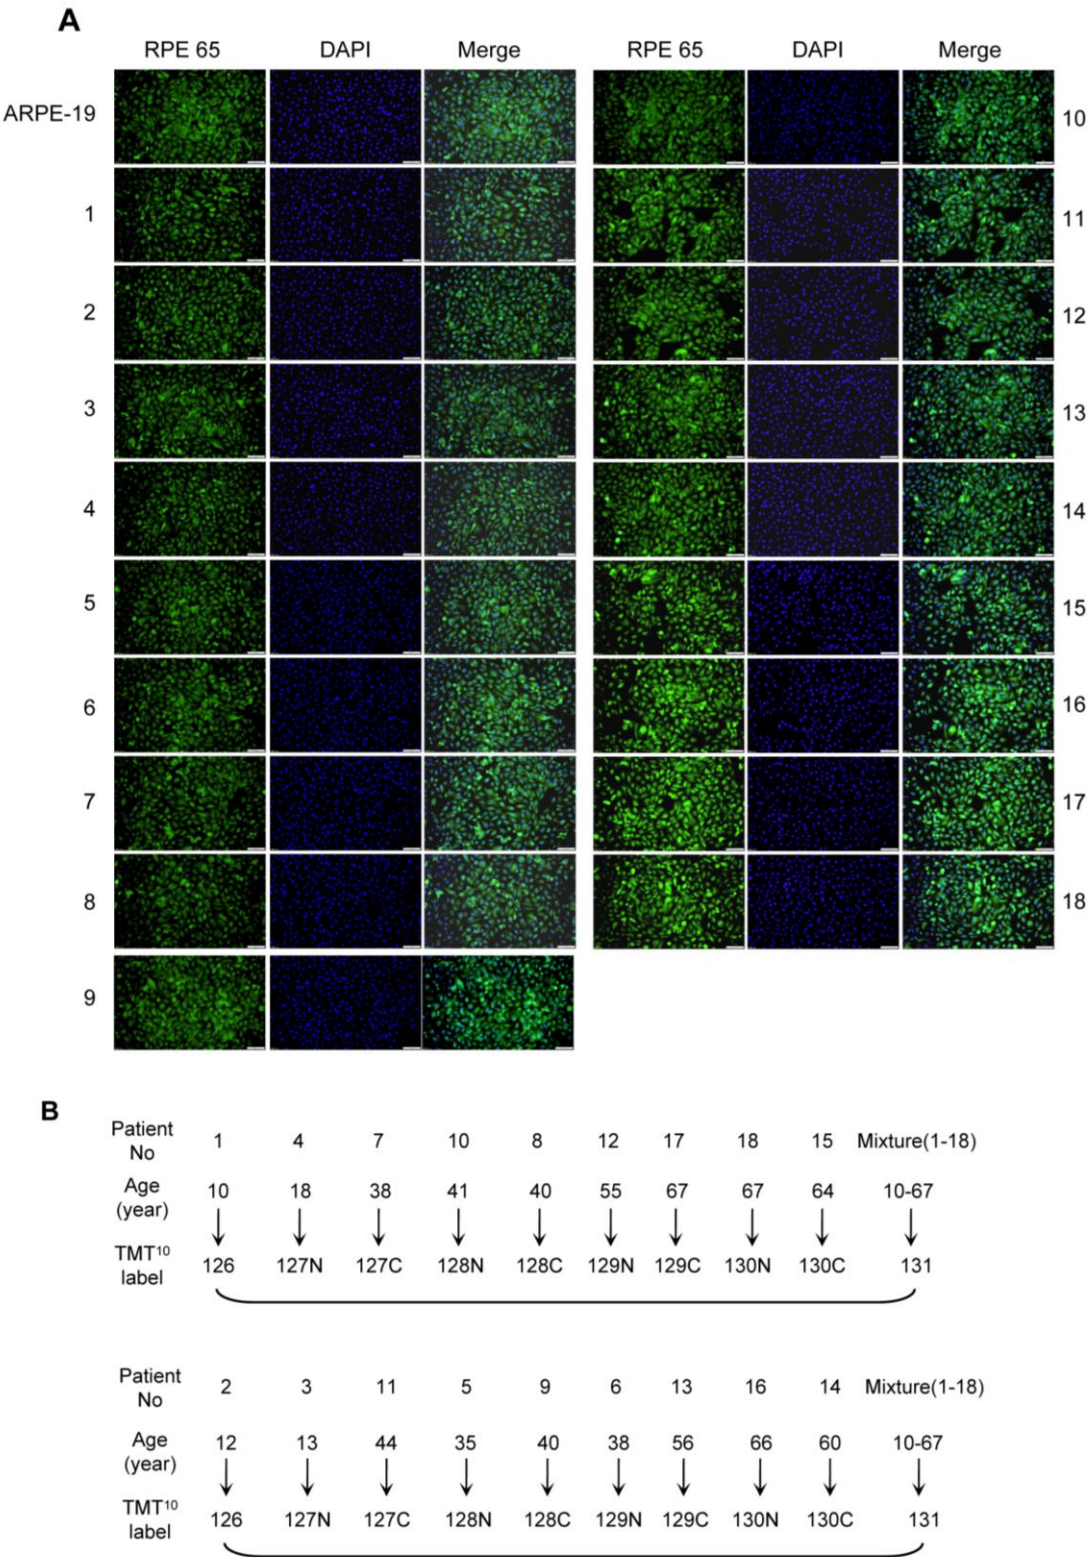 A
RPE 65 DAPI Merge RPE 65 DAPI Merge
ARPE-19 10
1 11
2 12
3 13
4 14
5 15
6 16
7 17
8 18
9
B
Patient No 1 4 7 10 8 12 17 18 15 Mixture(1-18)
Age (year) 10 18 38 41 40 55 67 67 64 10-67
TMT¹⁰ label 126 127N 127C 128N 128C 129N 129C 130N 130C 131
Patient No 2 3 11 5 9 6 13 16 14 Mixture(1-18)
Age (year) 12 13 44 35 40 38 56 66 60 10-67
TMT¹⁰ label 126 127N 127C 128N 128C 129N 129C 130N 130C 131